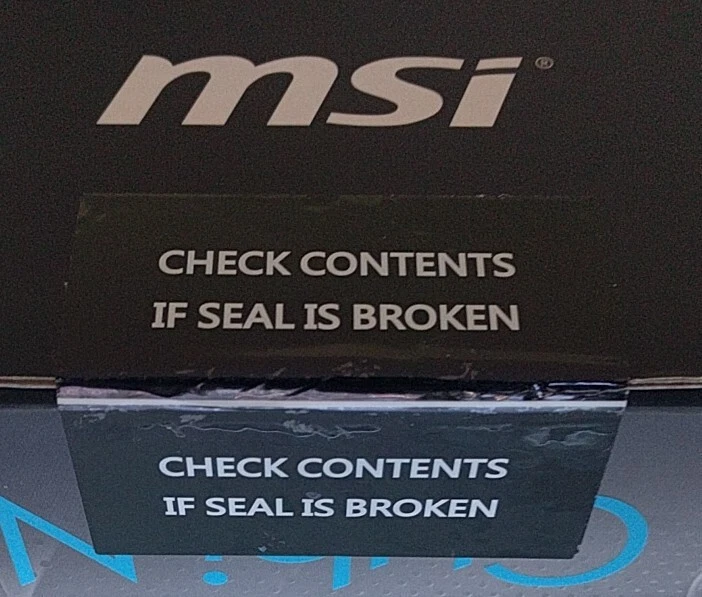 msi®
CHECK CONTENTS
IF SEAL IS BROKEN
CHECK CONTENTS
IF SEAL IS BROKEN